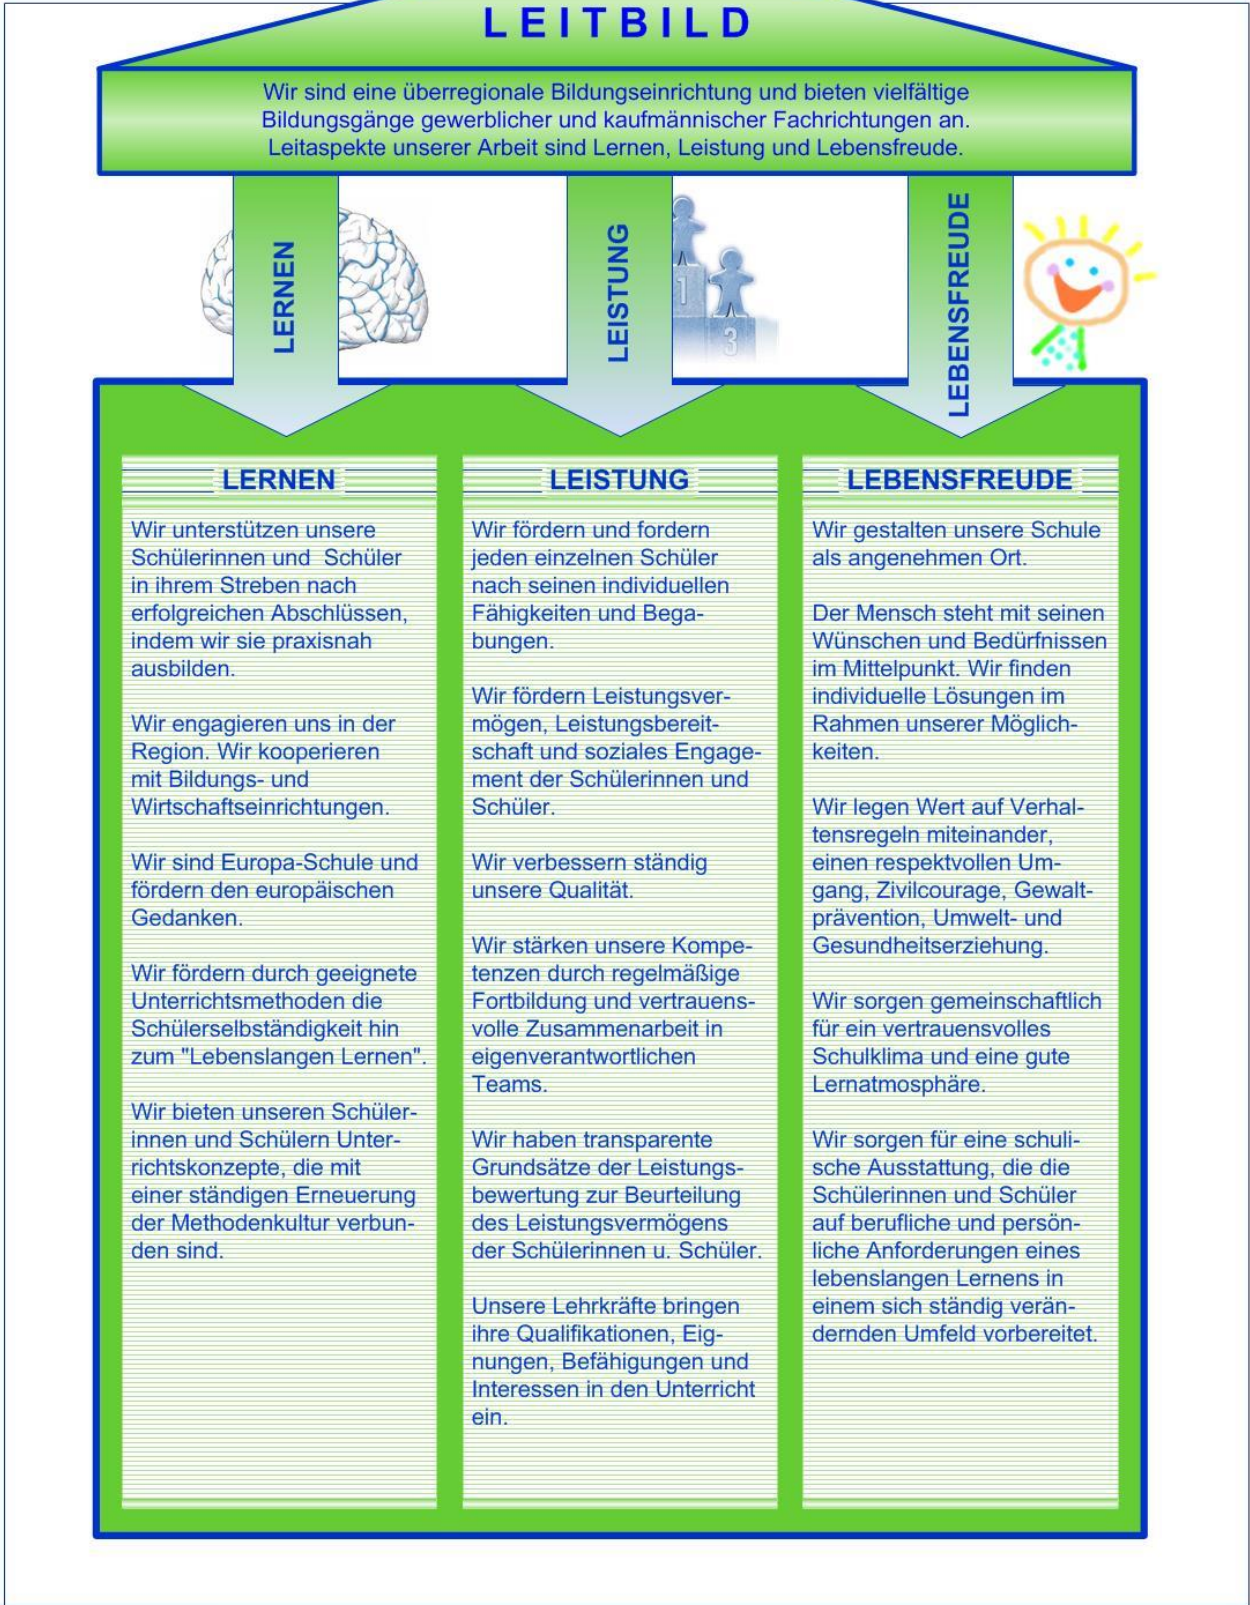 LEITBILD
Wir sind eine überregionale Bildungseinrichtung und bieten vielfältige
Bildungsgänge gewerblicher und kaufmännischer Fachrichtungen an.
Leitaspekte unserer Arbeit sind Lernen, Leistung und Lebensfreude.
LERNEN
LEISTUNG
1
3
LEBENSFREUDE
LERNEN
Wir unterstützen unsere
Schülerinnen und Schüler
in ihrem Streben nach
erfolgreichen Abschlüssen,
indem wir sie praxisnah
ausbilden.
Wir engagieren uns in der
Region. Wir kooperieren
mit Bildungs- und
Wirtschaftseinrichtungen.
Wir sind Europa-Schule und
fördern den europäischen
Gedanken.
Wir fördern durch geeignete
Unterrichtsmethoden die
Schülerselbständigkeit hin
zum "Lebenslangen Lernen".
Wir bieten unseren Schüler-
innen und Schülern Unter-
richtskonzepte, die mit
einer ständigen Erneuerung
der Methodenkultur verbun-
den sind.
LEISTUNG
Wir fördern und fordern
jeden einzelnen Schüler
nach seinen individuellen
Fähigkeiten und Bega-
bungen.
Wir fördern Leistungsver-
mögen, Leistungsbereit-
schaft und soziales Engage-
ment der Schülerinnen und
Schüler.
Wir verbessern ständig
unsere Qualität.
Wir stärken unsere Kompe-
tenzen durch regelmäßige
Fortbildung und vertrauens-
volle Zusammenarbeit in
eigenverantwortlichen
Teams.
Wir haben transparente
Grundsätze der Leistungs-
bewertung zur Beurteilung
des Leistungsvermögens
der Schülerinnen u. Schüler.
Unsere Lehrkräfte bringen
ihre Qualifikationen, Eig-
nungen, Befähigungen und
Interessen in den Unterricht
ein.
LEBENSFREUDE
Wir gestalten unsere Schule
als angenehmen Ort.
Der Mensch steht mit seinen
Wünschen und Bedürfnissen
im Mittelpunkt. Wir finden
individuelle Lösungen im
Rahmen unserer Möglich-
keiten.
Wir legen Wert auf Verhal-
tensregeln miteinander,
einen respektvollen Um-
gang, Zivilcourage, Gewalt-
prävention, Umwelt- und
Gesundheitserziehung.
Wir sorgen gemeinschaftlich
für ein vertrauensvolles
Schulklima und eine gute
Lernatmosphäre.
Wir sorgen für eine schuli-
sche Ausstattung, die die
Schülerinnen und Schüler
auf berufliche und persön-
liche Anforderungen eines
lebenslangen Lernens in
einem sich ständig verän-
dernden Umfeld vorbereitet.